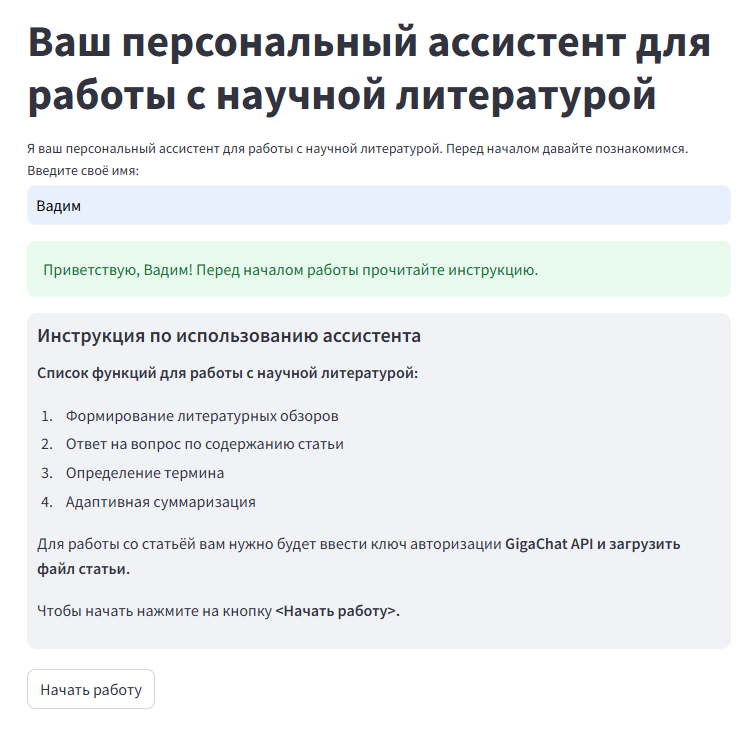 Ваш персональный ассистент для
работы с научной литературой
Я ваш персональный ассистент для работы с научной литературой. Перед началом давайте познакомимся.
Введите своё имя:
Вадим
Приветствую, Вадим! Перед началом работы прочитайте инструкцию.
Инструкция по использованию ассистента
Список функций для работы с научной литературой:
1. Формирование литературных обзоров
2. Ответ на вопрос по содержанию статьи
3. Определение термина
4. Адаптивная суммаризация
Для работы со статьёй вам нужно будет ввести ключ авторизации GigaChat API и загрузить
файл статьи.
Чтобы начать нажмите на кнопку <Начать работу>.
Начать работу